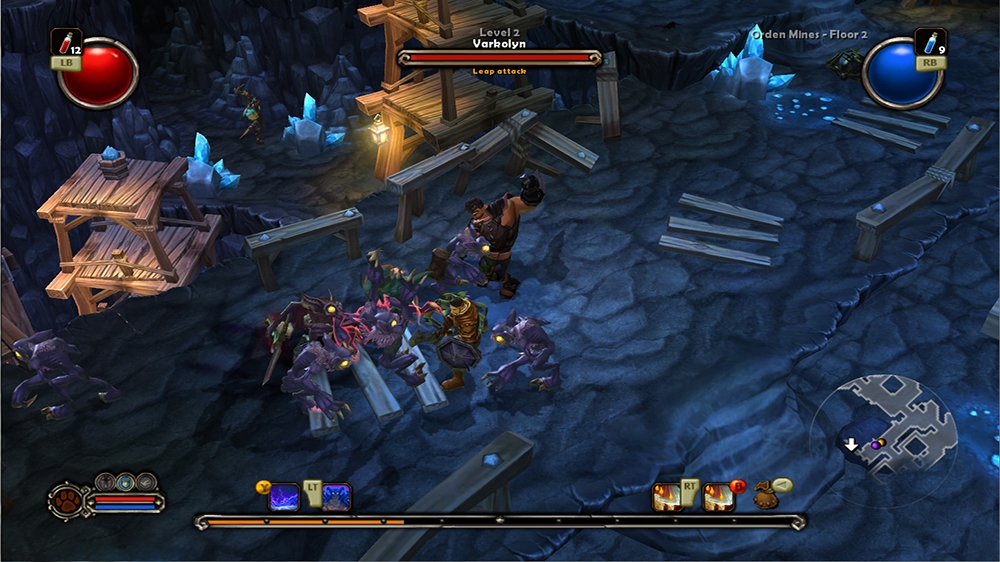 12
LB
Level 2
Varkolyn
Leap attack
Orden Mines - Floor 2
9
RB
Y
LT
RT
B